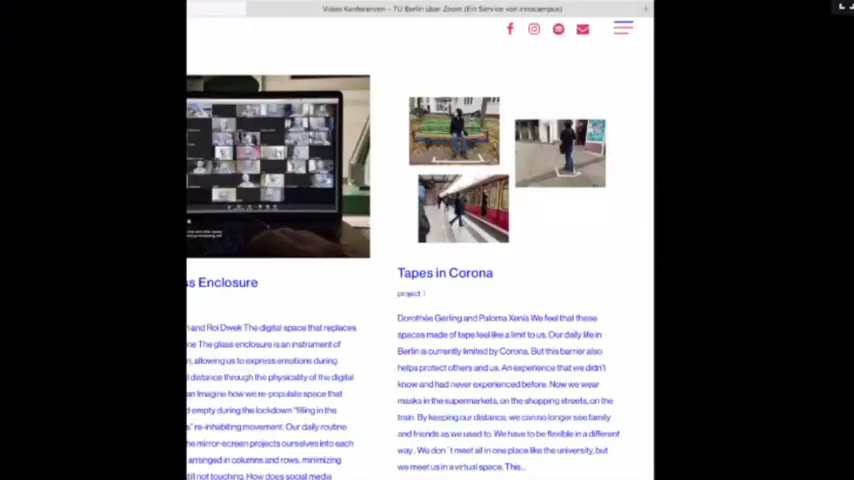 Video Konferenzen – TU Berlin über Zoom (Ein Service von innocampus)
ss Enclosure
n and Roi Dwek The digital space that replaces
The glass enclosure is an instrument of
n, allowing us to express emotions during
l distance through the physicality of the digital
an Imagine how we re-populate space that
d empty during the lockdown "filling in the
s" re-inhabiting movement. Our daily routine
he mirror-screen projects ourselves into each
arranged in columns and rows, minimizing
still not touching. How does social media
Tapes in Corona
project
Dorothée Gerling and Paloma Xenia We feel that these
spaces made of tape feel like a limit to us. Our daily life in
Berlin is currently limited by Corona. But this barrier also
helps protect others and us. An experience that we didn't
know and had never experienced before. Now we wear
masks in the supermarkets, on the shopping streets, on the
train. By keeping our distance, we can no longer see family
and friends as we used to. We have to be flexible in a different
way . We don ´t meet all in one place like the university, but
we meet us in a virtual space. This...